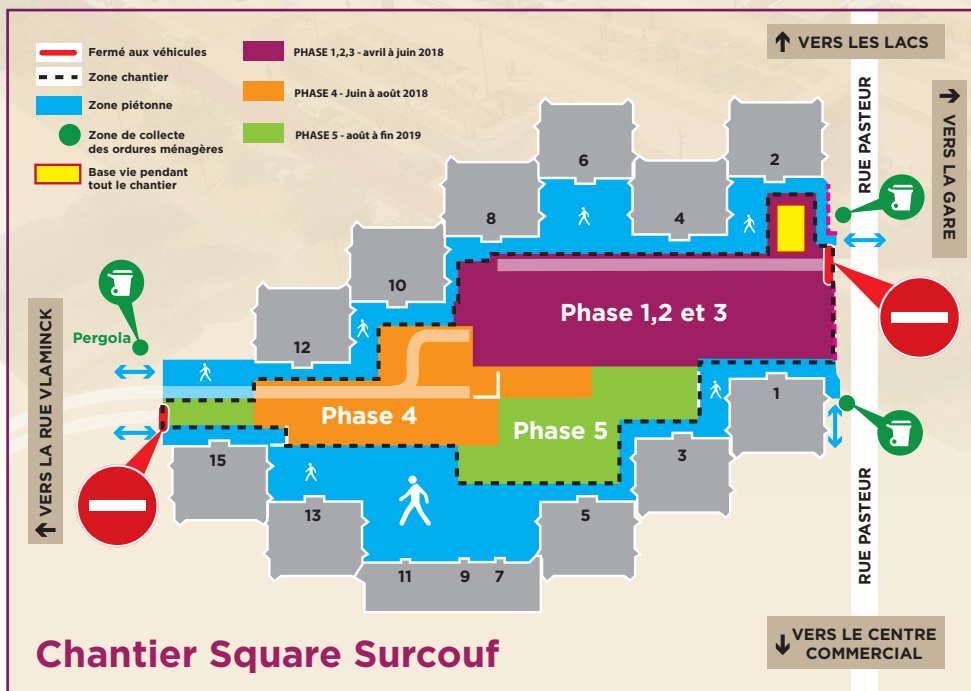 Fermé aux véhicules
Zone chantier
Zone piétonne
Zone de collecte
des ordures ménagères
Base vie pendant
tout le chantier
PHASE 1,2,3 - avril à juin 2018
PHASE 4 - Juin à août 2018
PHASE 5 - août à fin 2019
↑ VERS LES LACS
RUE PASTEUR
→ VERS LA GARE
6
2
8
4
10
Phase 1,2 et 3
Pergola
12
1
Phase 4
Phase 5
← VERS LA RUE VLAMINCK
15
3
13
5
11
9
7
RUE PASTEUR
Chantier Square Surcouf
↓ VERS LE CENTRE
COMMERCIAL